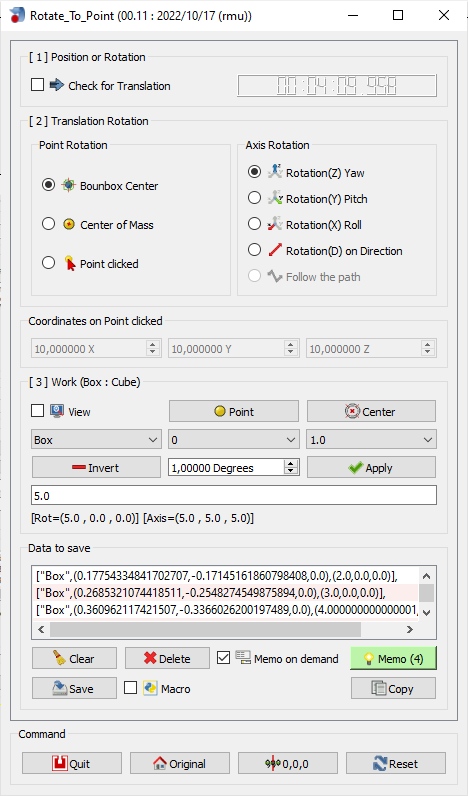 Rotate_To_Point (00.11 : 2022/10/17 (rmu))
[ 1 ] Position or Rotation
Check for Translation
00:04:09.958
[ 2 ] Translation Rotation
Point Rotation
Bounbox Center
Center of Mass
Point clicked
Axis Rotation
Rotation(Z) Yaw
Rotation(Y) Pitch
Rotation(X) Roll
Rotation(D) on Direction
Follow the path
Coordinates on Point clicked
10,000000 X
10,000000 Y
10,000000 Z
[ 3 ] Work (Box : Cube)
View
Point
Center
Box
0
1.0
Invert
1,00000 Degrees
Apply
5.0
[Rot=(5.0 , 0.0 , 0.0)] [Axis=(5.0 , 5.0 , 5.0)]
Data to save
["Box",(0.17754334841702707,-0.17145161860798408,0.0),(2.0,0.0,0.0)],
["Box",(0.2685321074418511,-0.2548274549875894,0.0),(3.0,0.0,0.0)],
["Box",(0.360962117421507,-0.3366026200197489,0.0),(4.000000000000001,
Clear
Delete
Memo on demand
Memo (4)
Save
Macro
Copy
Command
Quit
Original
0,0,0
Reset